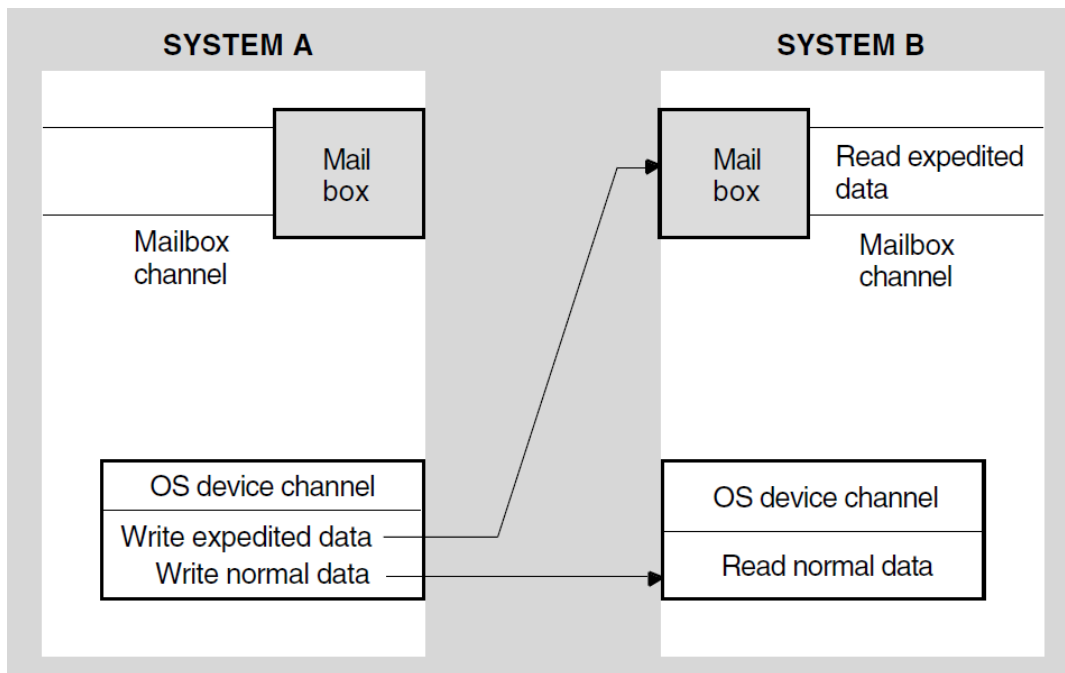 SYSTEM A
SYSTEM B
Mail
box
Mail
box
Read expedited
data
Mailbox
channel
Mailbox
channel
OS device channel
Write expedited data
Write normal data
OS device channel
Read normal data